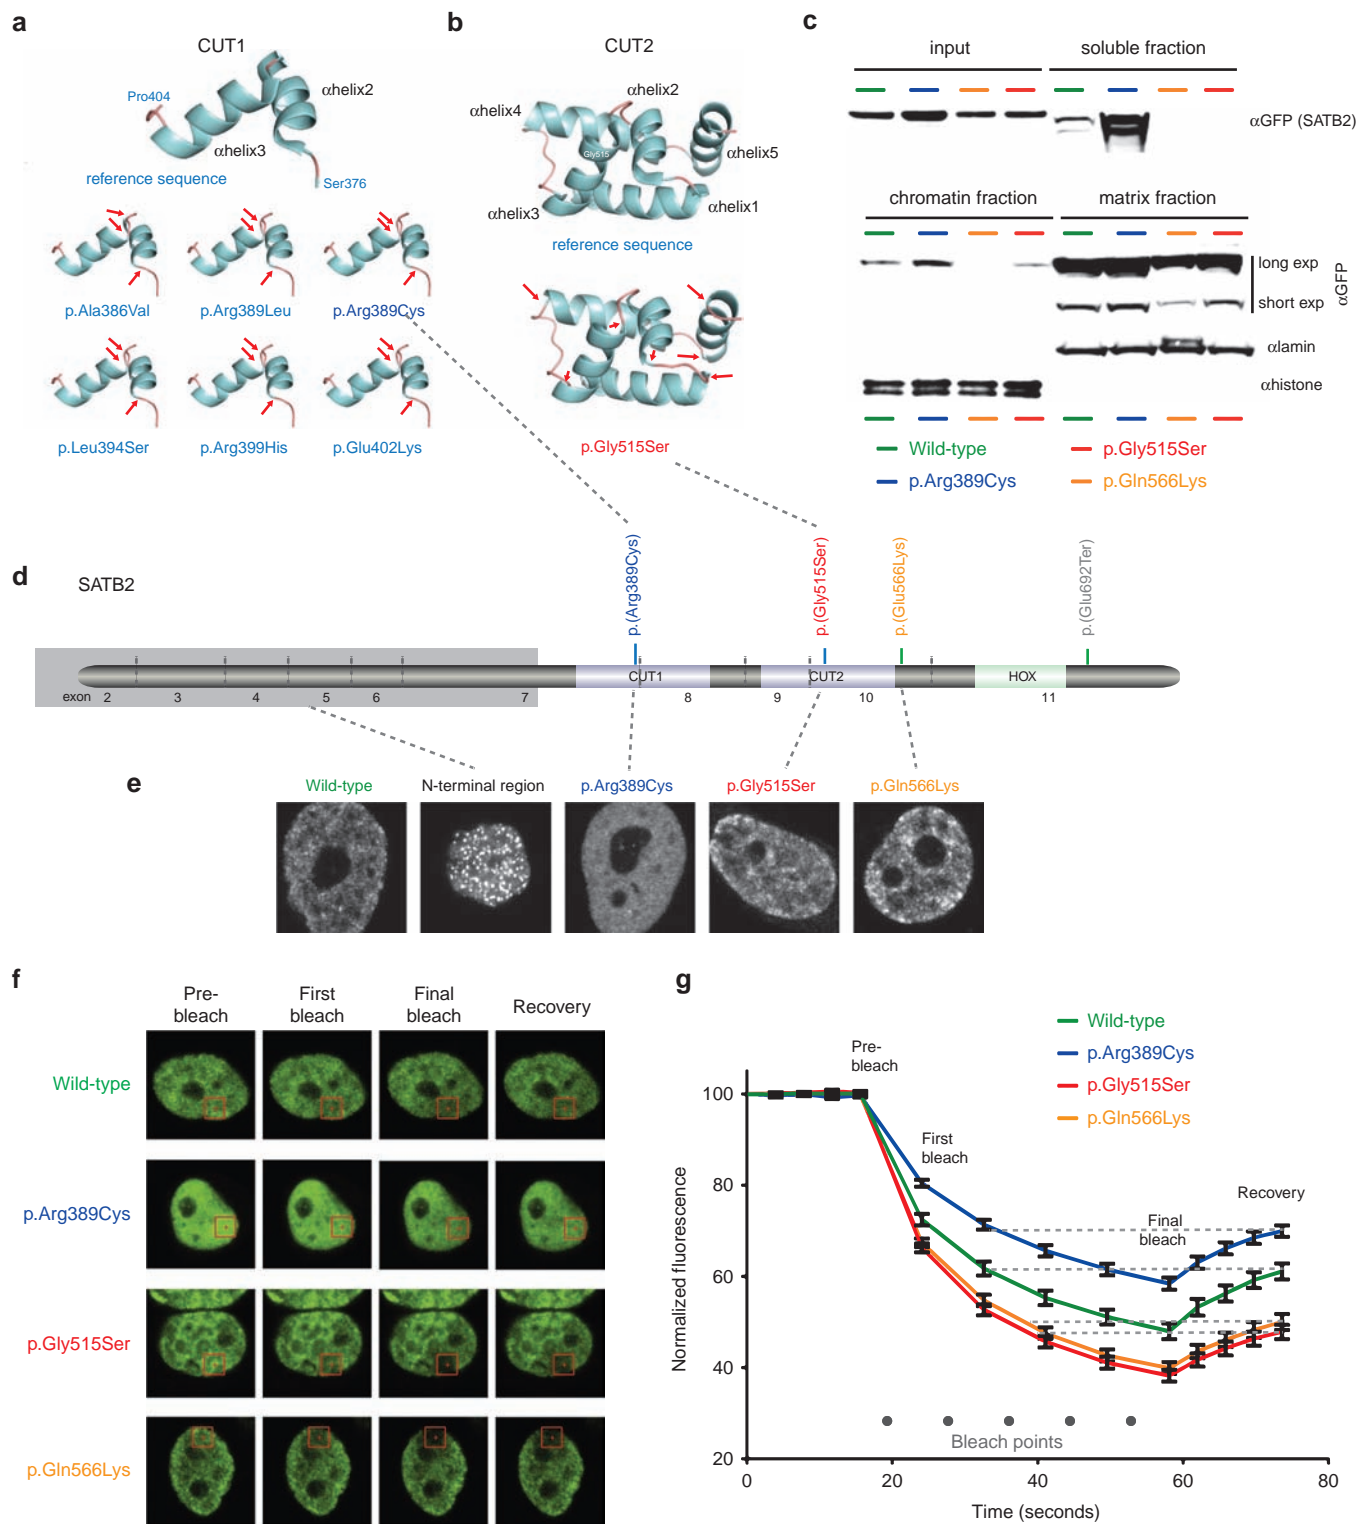 a
CUT1
Pro404
αhelix2
αhelix3
Ser376
reference sequence
p.Ala386Val
p.Arg389Leu
p.Arg389Cys
p.Leu394Ser
p.Arg399His
p.Glu402Lys
b
CUT2
αhelix2
αhelix4
Gly515
αhelix5
αhelix3
αhelix1
reference sequence
p.Gly515Ser
c
input
soluble fraction
αGFP (SATB2)
chromatin fraction
matrix fraction
long exp
short exp
αGFP
αlamin
αhistone
Wild-type
p.Gly515Ser
p.Arg389Cys
p.Gln566Lys
d
SATB2
p.(Arg389Cys)
p.(Gly515Ser)
p.(Glu566Lys)
p.(Glu692Ter)
CUT1
CUT2
HOX
exon 2 3 4 5 6 7 8 9 10 11
e
Wild-type
N-terminal region
p.Arg389Cys
p.Gly515Ser
p.Gln566Lys
f
Pre-
bleach
First
bleach
Final
bleach
Recovery
Wild-type
p.Arg389Cys
p.Gly515Ser
p.Gln566Lys
g
Wild-type
p.Arg389Cys
p.Gly515Ser
p.Gln566Lys
Pre-
bleach
First
bleach
Final
bleach
Recovery
Normalized fluorescence
100
80
60
40
20
Bleach points
0 20 40 60 80
Time (seconds)